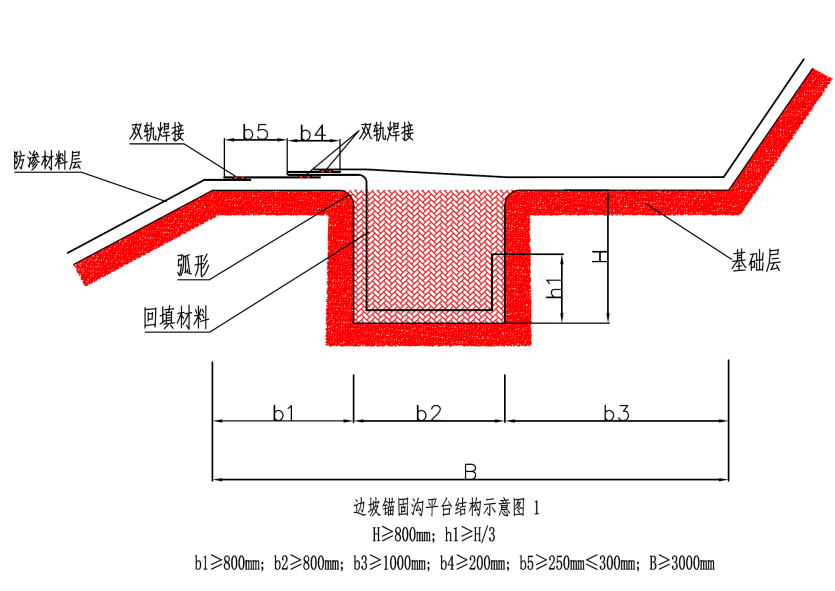 双轨焊接
b5
b4
双轨焊接
防渗材料层
弧形
回填材料
H
h1
基础层
b1
b2
b3
B
边坡锚固沟平台结构示意图 1
H≥800mm; h1≥H/3
b1≥800mm; b2≥800mm; b3≥1000mm; b4≥200mm; b5≥250mm≤300mm; B≥3000mm